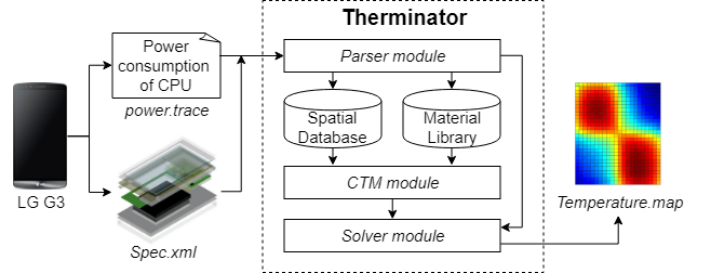 Therminator
Power
consumption
of CPU
power.trace
LG G3
Spec.xml
Parser module
Spatial
Database
Material
Library
CTM module
Solver module
Temperature.map